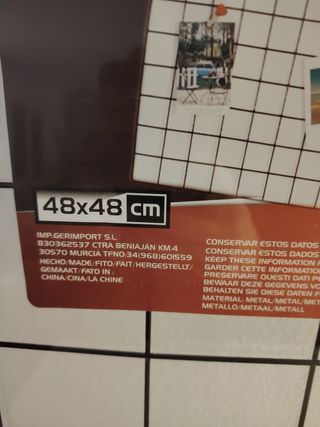 48x48 cm
IMP.GERIMPORT S.L
B30362537 CTRA BENIAJÁN KM.4
30570 MURCIA TFNO:34(968)601559
HECHO/MADE/FITO/FAIT/HERGESTELLT/
GEMAAKT/FATO IN :
CHINA/CINA/LA CHINE
CONSERVAR ESTOS DATOS
CONSERVAR ESTOS DADOS
KEEP THESE INFORMATION
GARDER CETTE INFORMATION
PRESERVARE QUESTI DATI
BEWAAR DEZE GEGEVENS
BEHALTEN SIE DIESE DATEN
MATERIAL: METAL/METAL/
METALLO/METAAL/METALL